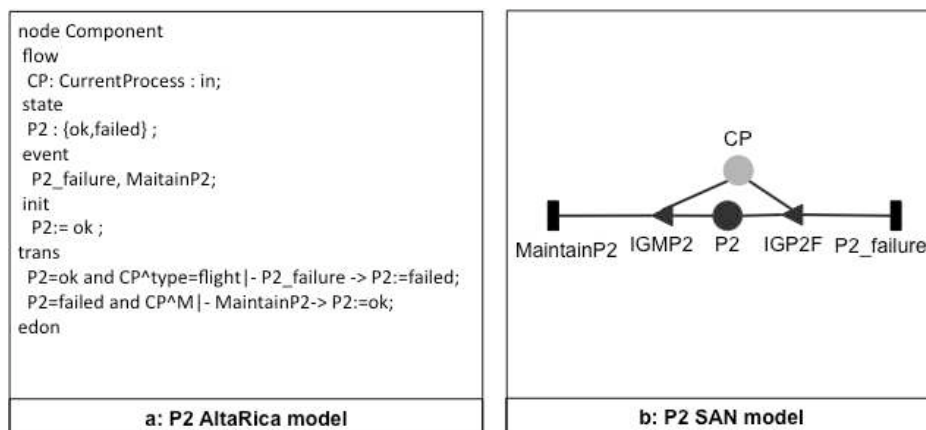 node Component
flow
CP: CurrentProcess : in;
state
P2 : {ok,failed} ;
event
P2_failure, MaitainP2;
init
P2:= ok ;
trans
P2=ok and CP^type=flight|- P2_failure -> P2:=failed;
P2=failed and CP^M|- MaintainP2-> P2:=ok;
edon
a: P2 AltaRica model
CP
MaintainP2 IGMP2 P2 IGP2F P2_failure
b: P2 SAN model